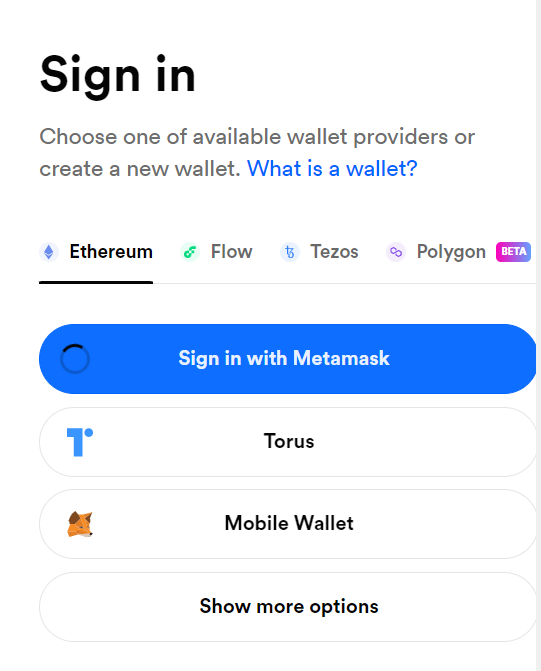 Sign in
Choose one of available wallet providers or
create a new wallet. What is a wallet?
Ethereum Flow Tezos Polygon BETA
Sign in with Metamask
Torus
Mobile Wallet
Show more options